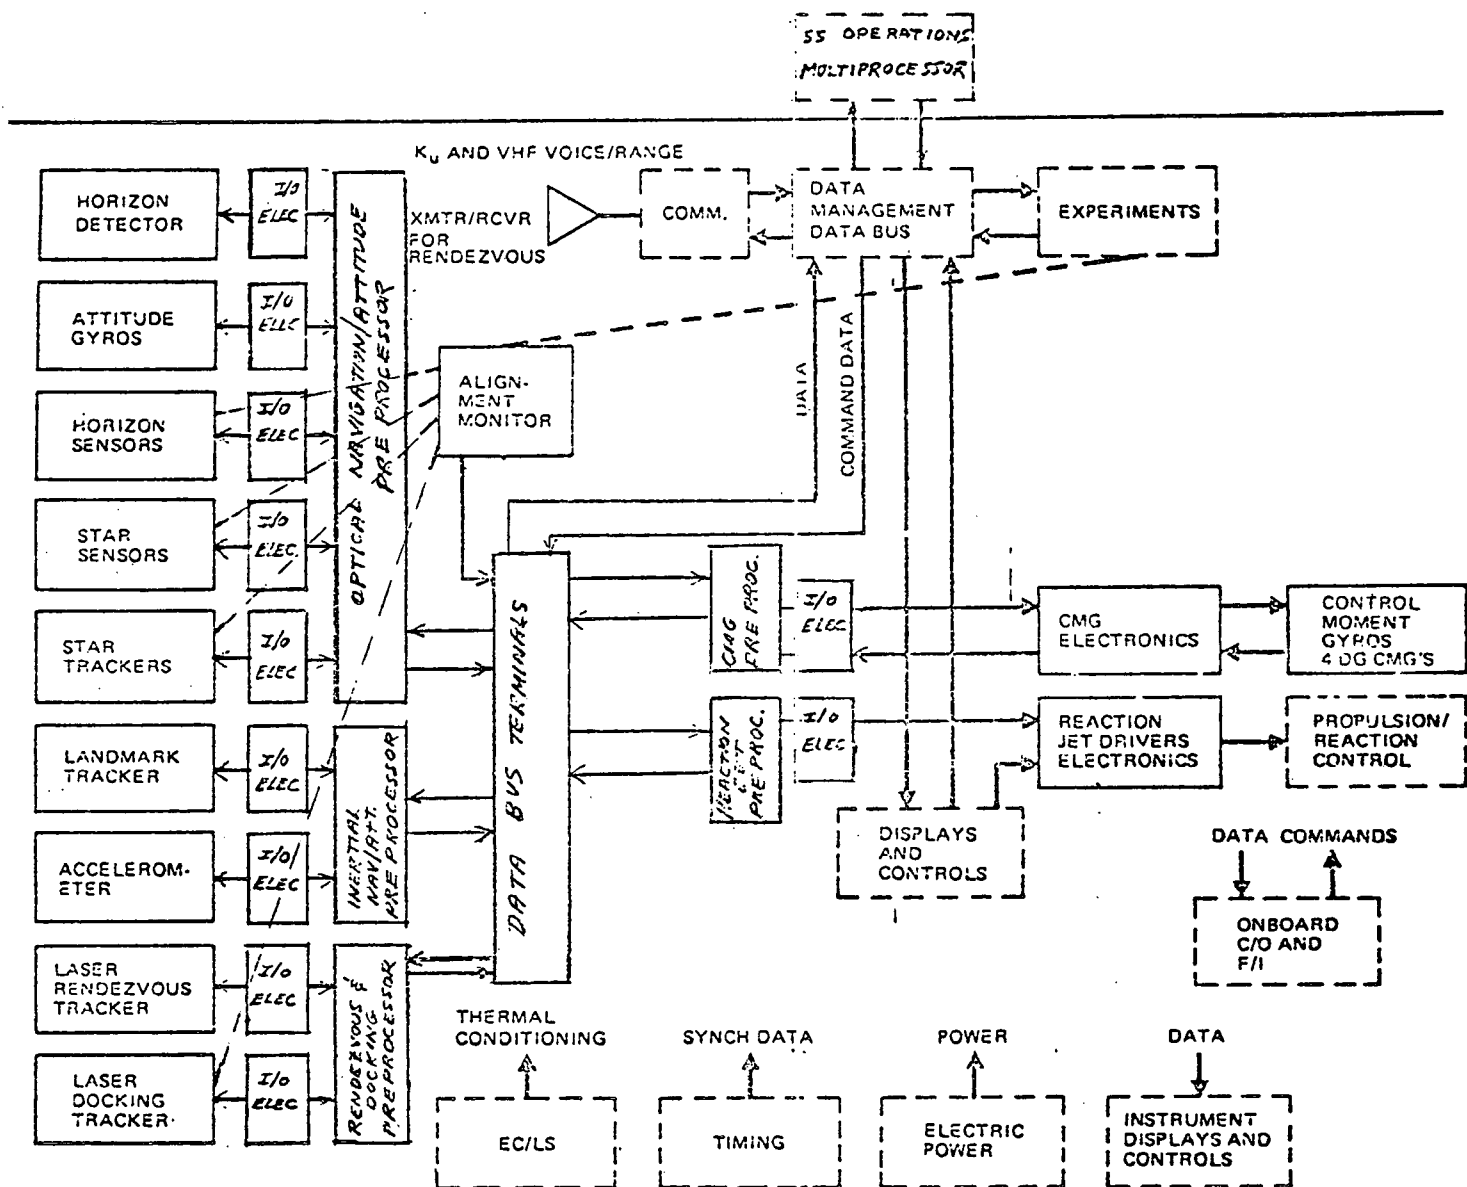 SS OPERATIONS
MULTIPROCESSOR
KU AND VHF VOICE/RANGE
HORIZON
DETECTOR
I/O
ELEC
XMTR/RCVR
FOR
RENDEZVOUS
COMM.
DATA
MANAGEMENT
DATA BUS
EXPERIMENTS
ATTITUDE
GYROS
I/O
ELEC
OPTICAL NAVIGATION/ATTITUDE
PRE PROCESSOR
ALIGN-
MENT
MONITOR
DATA
COMMAND DATA
HORIZON
SENSORS
I/O
ELEC
STAR
SENSORS
I/O
ELEC.
STAR
TRACKERS
I/O
ELEC
DATA BUS TERMINALS
CMG
PRE PROC.
I/O
ELEC
CMG
ELECTRONICS
CONTROL
MOMENT
GYROS
4 DG CMG'S
LANDMARK
TRACKER
I/O
ELEC
INERTIAL
NAV/ATT.
PRE PROCESSOR
REACTION
JET
PRE PROC.
I/O
ELEC
REACTION
JET DRIVERS
ELECTRONICS
PROPULSION/
REACTION
CONTROL
ACCELEROM-
ETER
I/O/
ELEC
DISPLAYS
AND
CONTROLS
DATA COMMANDS
ONBOARD
C/O AND
F/I
LASER
RENDEZVOUS
TRACKER
I/O
ELEC
RENDEZVOUS &
DOCKING
PREPROCESSOR
LASER
DOCKING
TRACKER
I/O
ELEC
THERMAL
CONDITIONING
SYNCH DATA
POWER
DATA
EC/LS
TIMING
ELECTRIC
POWER
INSTRUMENT
DISPLAYS AND
CONTROLS